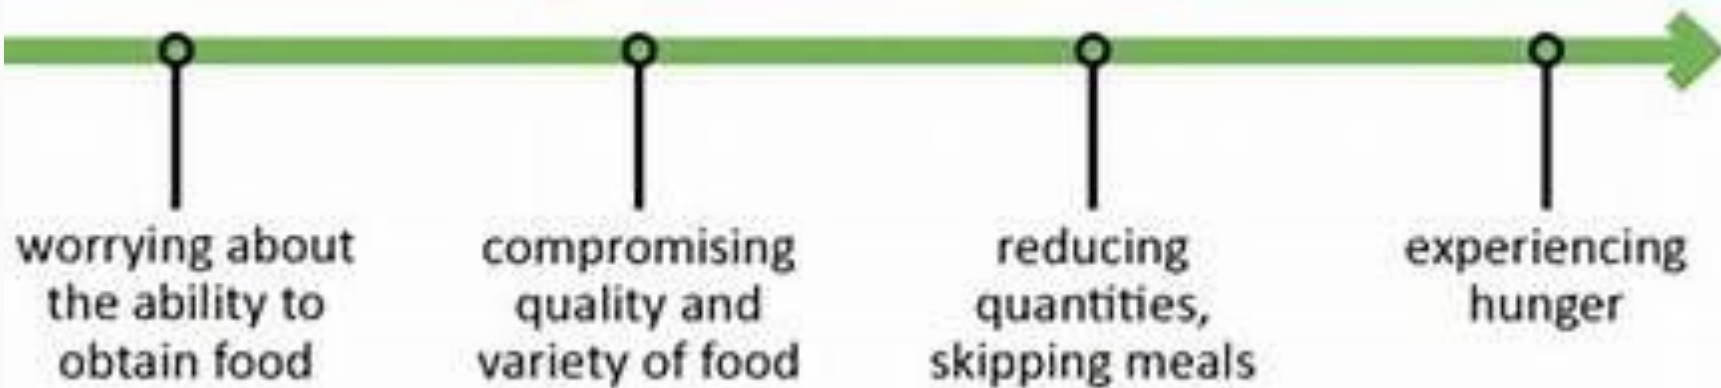 worrying about
the ability to
obtain food
compromising
quality and
variety of food
reducing
quantities,
skipping meals
experiencing
hunger